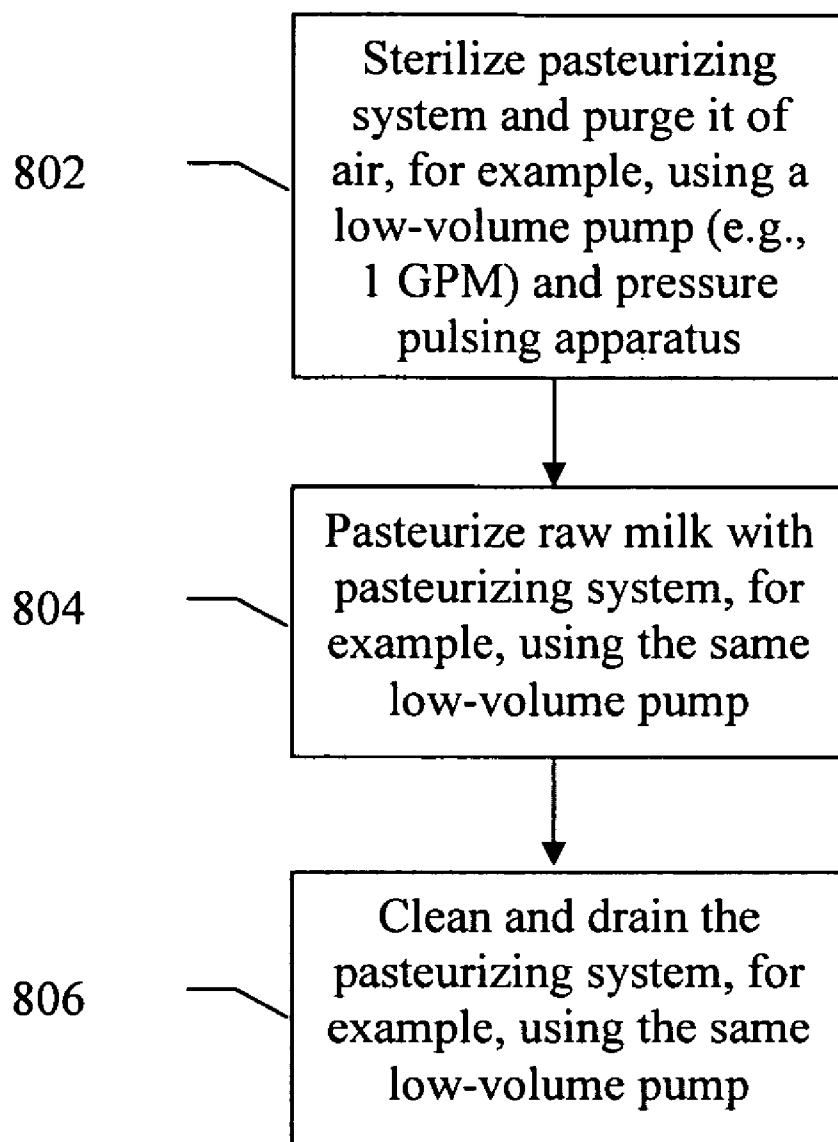 Sterilize pasteurizing
system and purge it of
air, for example, using a
low-volume pump (e.g.,
1 GPM) and pressure
pulsing apparatus
802
Pasteurize raw milk with
pasteurizing system, for
example, using the same
low-volume pump
804
Clean and drain the
pasteurizing system, for
example, using the same
low-volume pump
806